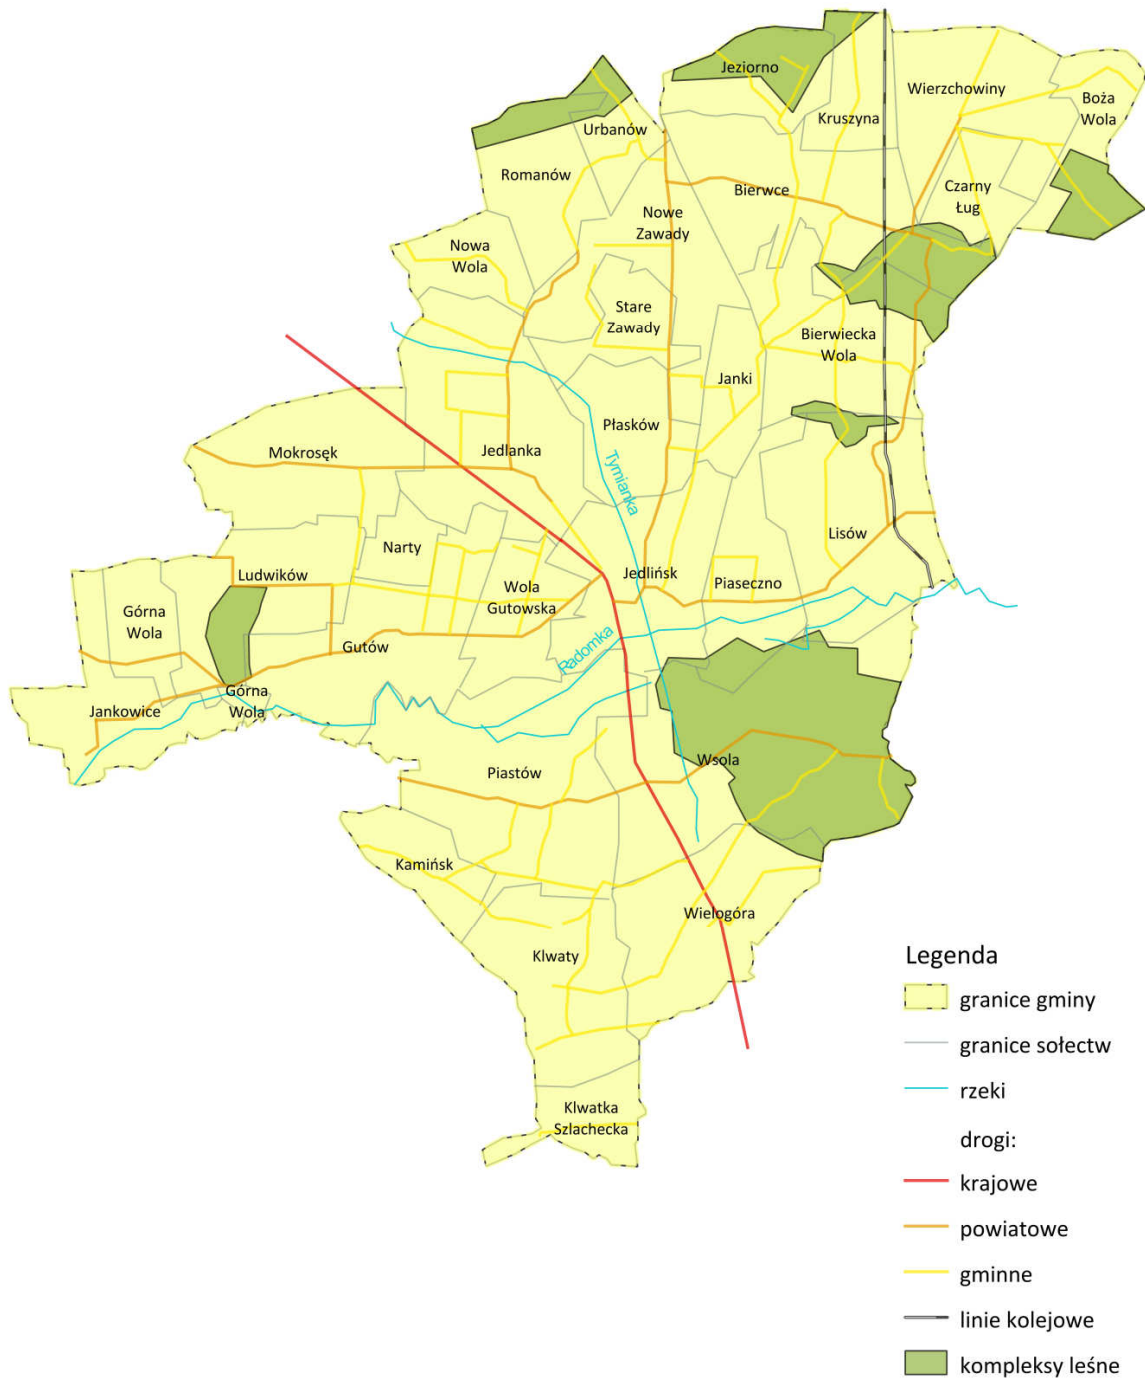 Jeziorno
Wierzchowiny
Boża
Wola
Kruszyna
Urbanów
Romanów
Bierwce
Czarny
Ług
Nowe
Zawady
Nowa
Wola
Stare
Zawady
Bierwiecka
Wola
Janki
Płasków
Mokrosęk
Jedlanka
Tymianka
Narty
Lisów
Ludwików
Wola
Gutowska
Jedlińsk
Piaseczno
Górna
Wola
Gutów
Radomka
Jankowice
Górna
Wola
Piastów
Wsola
Kamińsk
Wielogóra
Klwaty
Klwatka
Szlachecka
Legenda
granice gminy
granice sołectw
rzeki
drogi:
krajowe
powiatowe
gminne
linie kolejowe
kompleksy leśne